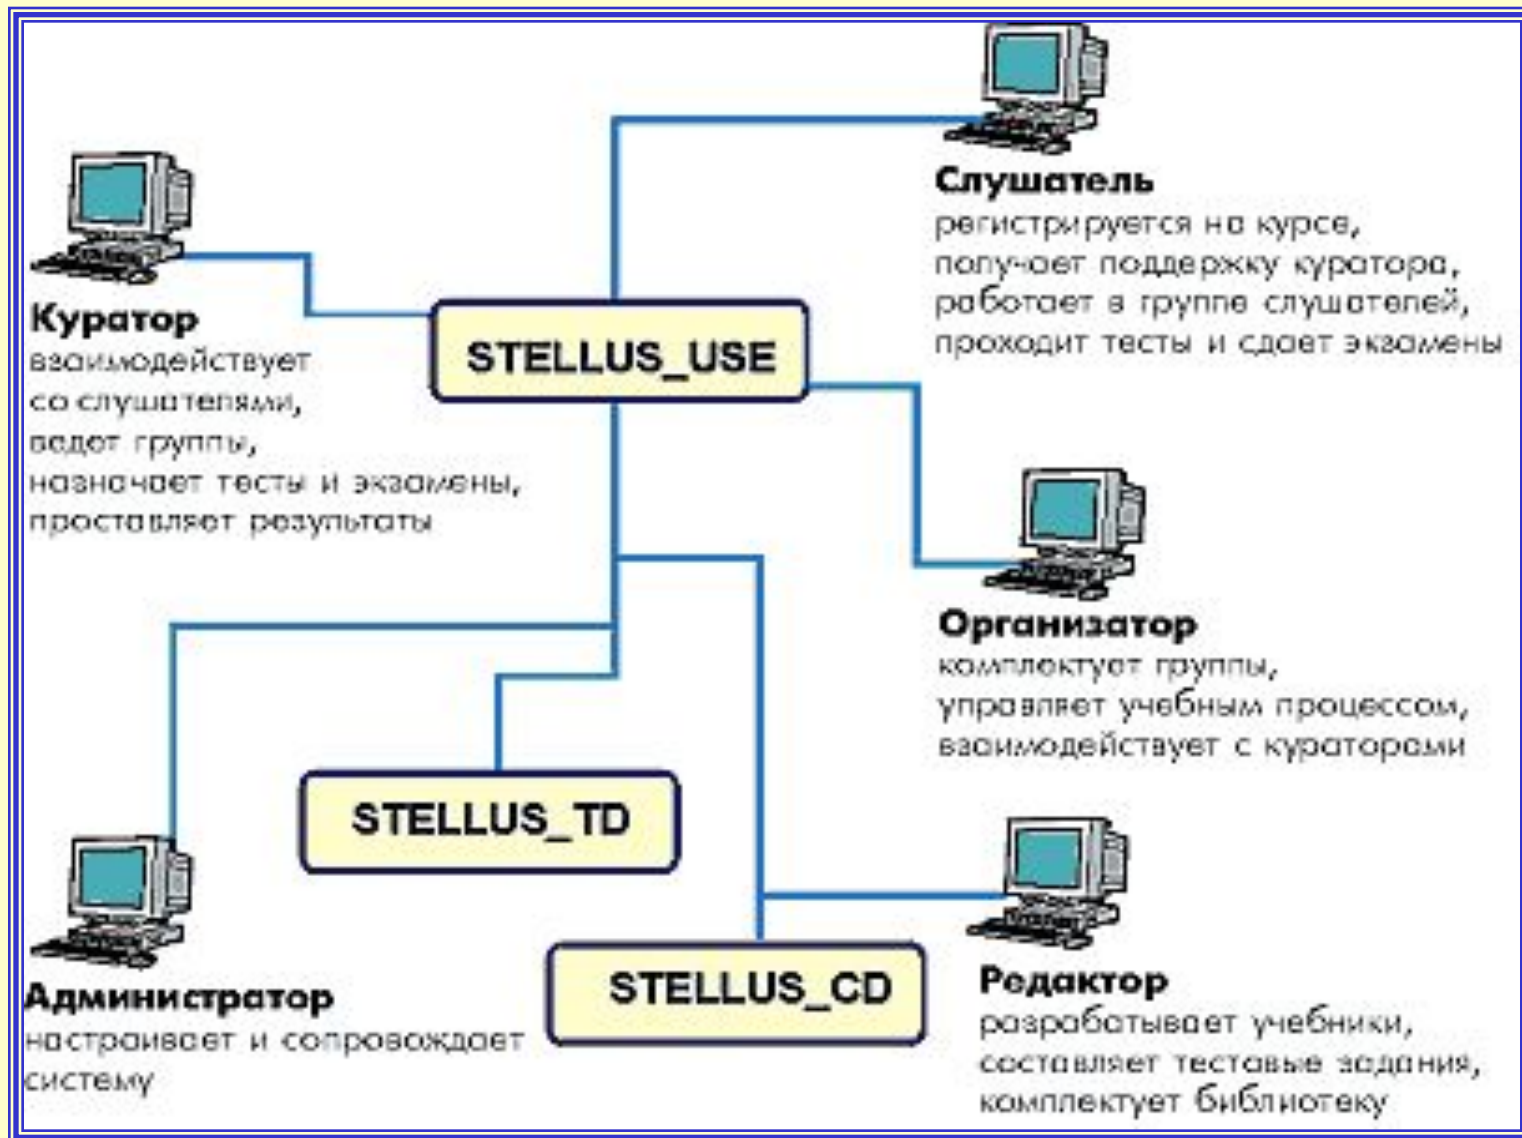 Слушатель
регистрируется на курсе,
получает поддержку куратора,
работает в группе слушателей,
проходит тесты и сдает экзамены
Куратор
взаимодействует
со слушателями,
ведет группы,
назначает тесты и экзамены,
проставляет результаты
STELLUS_USE
Организатор
комплектует группы,
управляет учебным процессом,
взаимодействует с кураторами
STELLUS_TD
STELLUS_CD
Администратор
настраивает и сопровождает
систему
Редактор
разрабатывает учебники,
составляет тестовые задания,
комплектует библиотеку